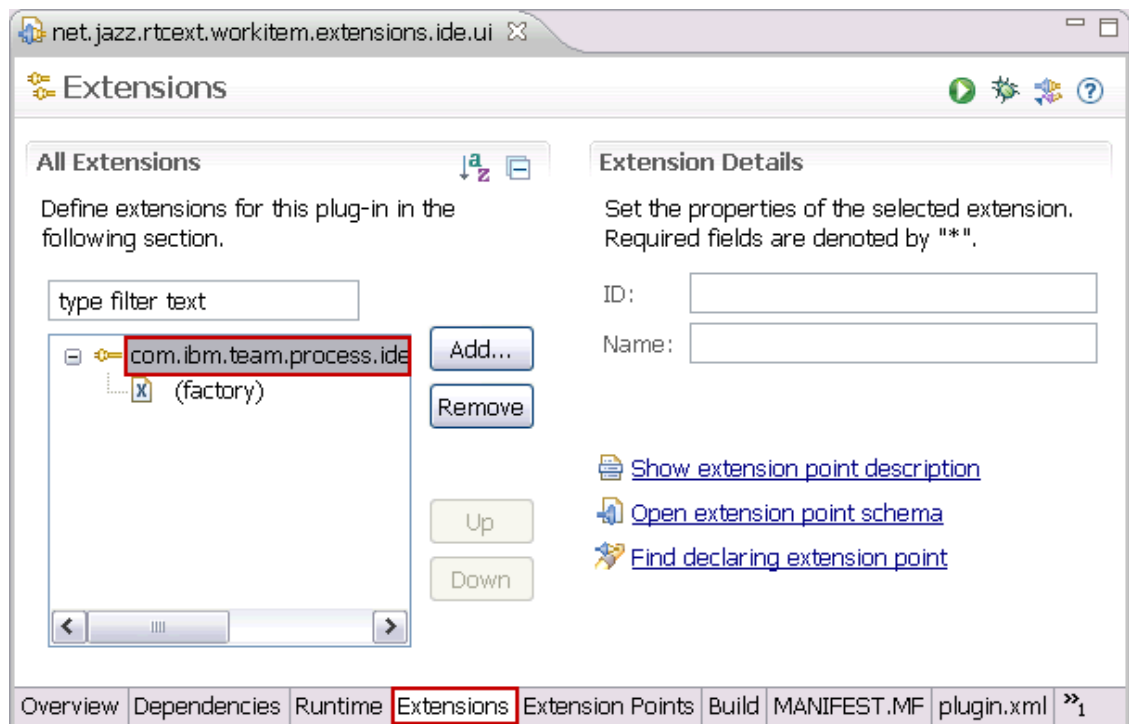 net.jazz.rtcext.workitem.extensions.ide.ui
Extensions
All Extensions
Define extensions for this plug-in in the
following section.
type filter text
com.ibm.team.process.ide
(factory)
Add...
Remove
Up
Down
Extension Details
Set the properties of the selected extension.
Required fields are denoted by "*".
ID:
Name:
Show extension point description
Open extension point schema
Find declaring extension point
Overview Dependencies Runtime Extensions Extension Points Build MANIFEST.MF plugin.xml »1